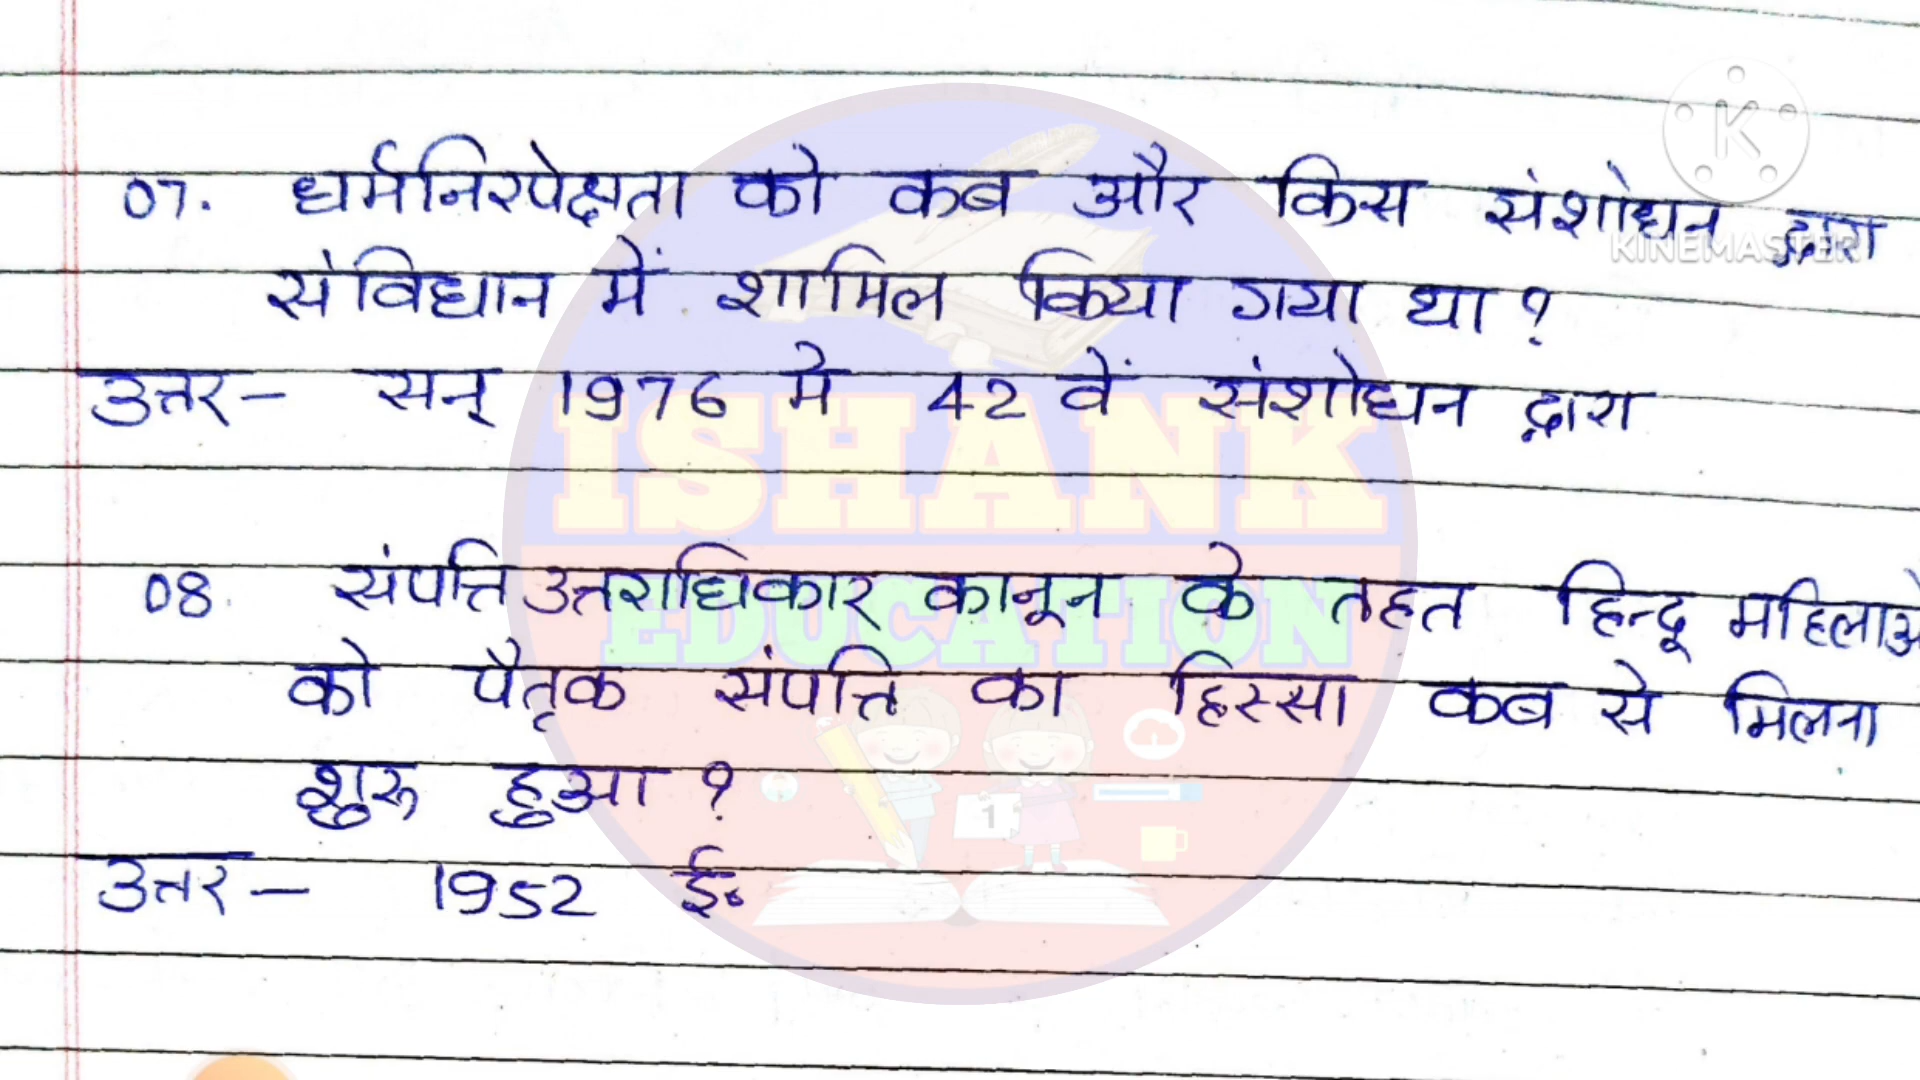 07. धर्मनिरपेक्षता को कब और किस संशोधन द्वारा
संविधान में शामिल किया गया था ?
उत्तर - सन् 1976 मे 42 वें संशोधन द्वारा
08. संपत्ति उत्तराधिकार कानून के तहत हिन्दू महिलाओ
को पैतृक संपत्ति का हिस्सा कब से मिलना
शुरू हुआ ?
उत्तर - 1952 ई॰
ISHANK
EDUCATION
1
K
KINEMASTER